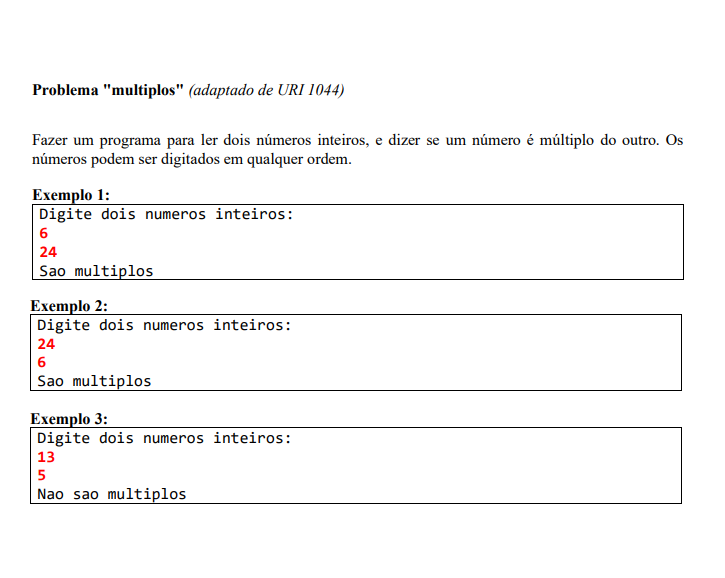 Problema "multiplos" (adaptado de URI 1044)
Fazer um programa para ler dois números inteiros, e dizer se um número é múltiplo do outro. Os
números podem ser digitados em qualquer ordem.
Exemplo 1:
Digite dois numeros inteiros:
6
24
Sao multiplos
Exemplo 2:
Digite dois numeros inteiros:
24
6
Sao multiplos
Exemplo 3:
Digite dois numeros inteiros:
13
5
Nao sao multiplos